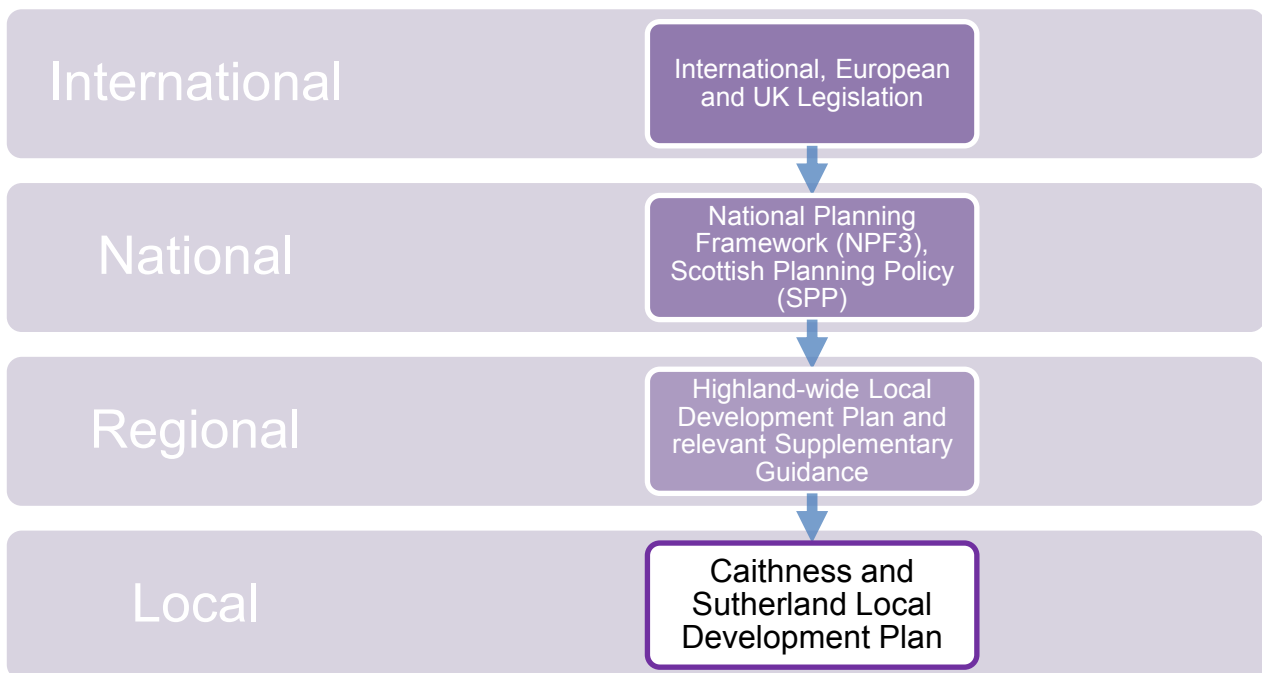 International
International, European
and UK Legislation
National
National Planning
Framework (NPF3),
Scottish Planning Policy
(SPP)
Regional
Highland-wide Local
Development Plan and
relevant Supplementary
Guidance
Local
Caithness and
Sutherland Local
Development Plan